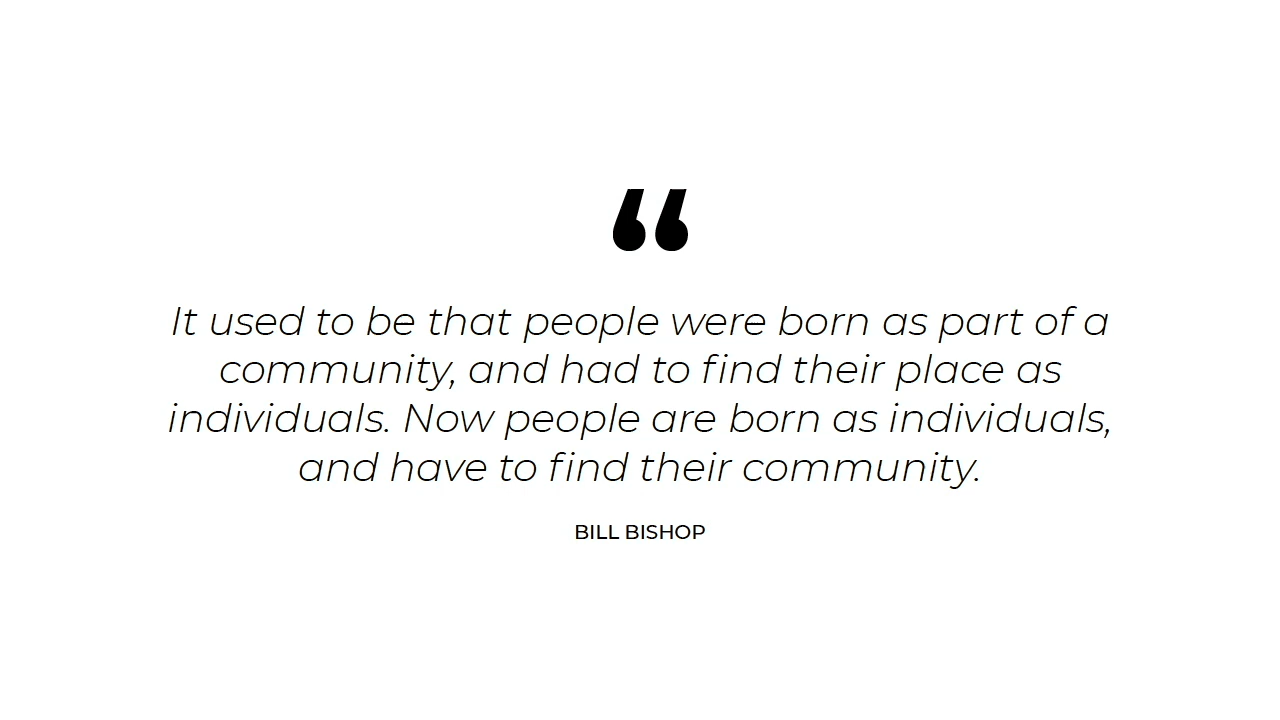 “
It used to be that people were born as part of a
community, and had to find their place as
individuals. Now people are born as individuals,
and have to find their community.
BILL BISHOP